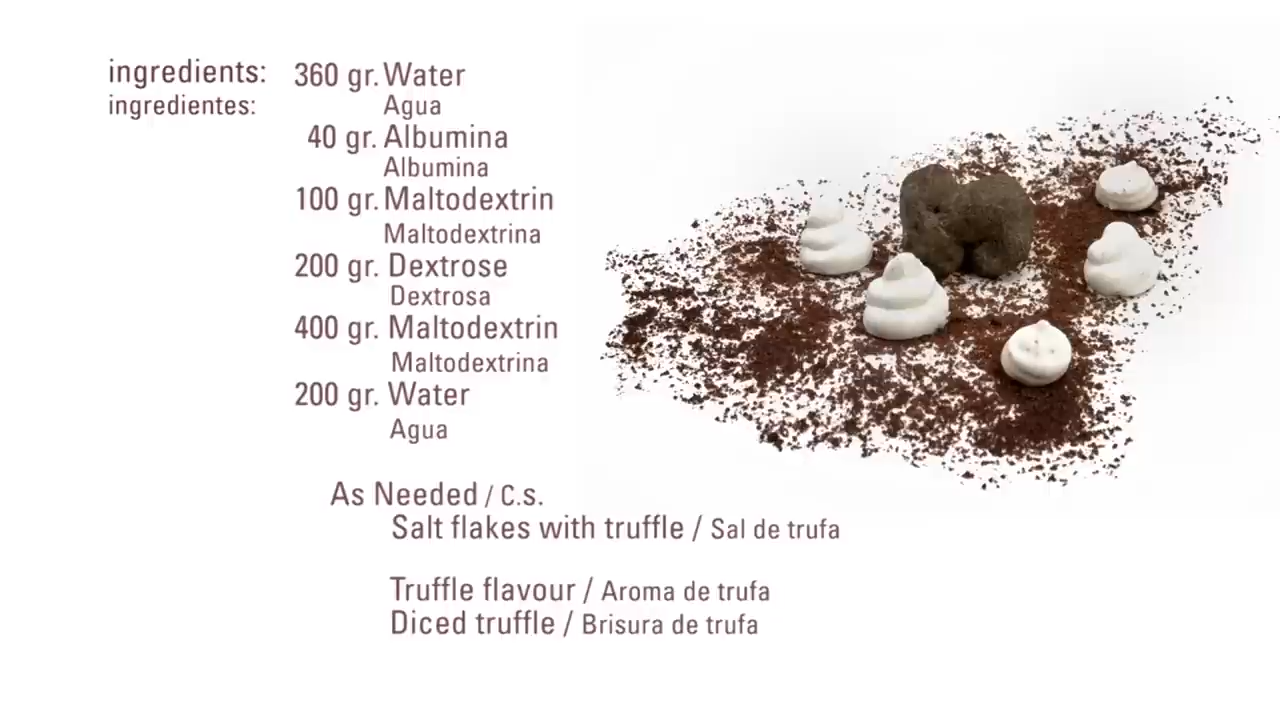 ingredients: 360 gr. Water
ingredientes: Agua
40 gr. Albumina
Albumina
100 gr. Maltodextrin
Maltodextrina
200 gr. Dextrose
Dextrosa
400 gr. Maltodextrin
Maltodextrina
200 gr. Water
Agua
As Needed / C.s.
Salt flakes with truffle / Sal de trufa
Truffle flavour / Aroma de trufa
Diced truffle / Brisura de trufa